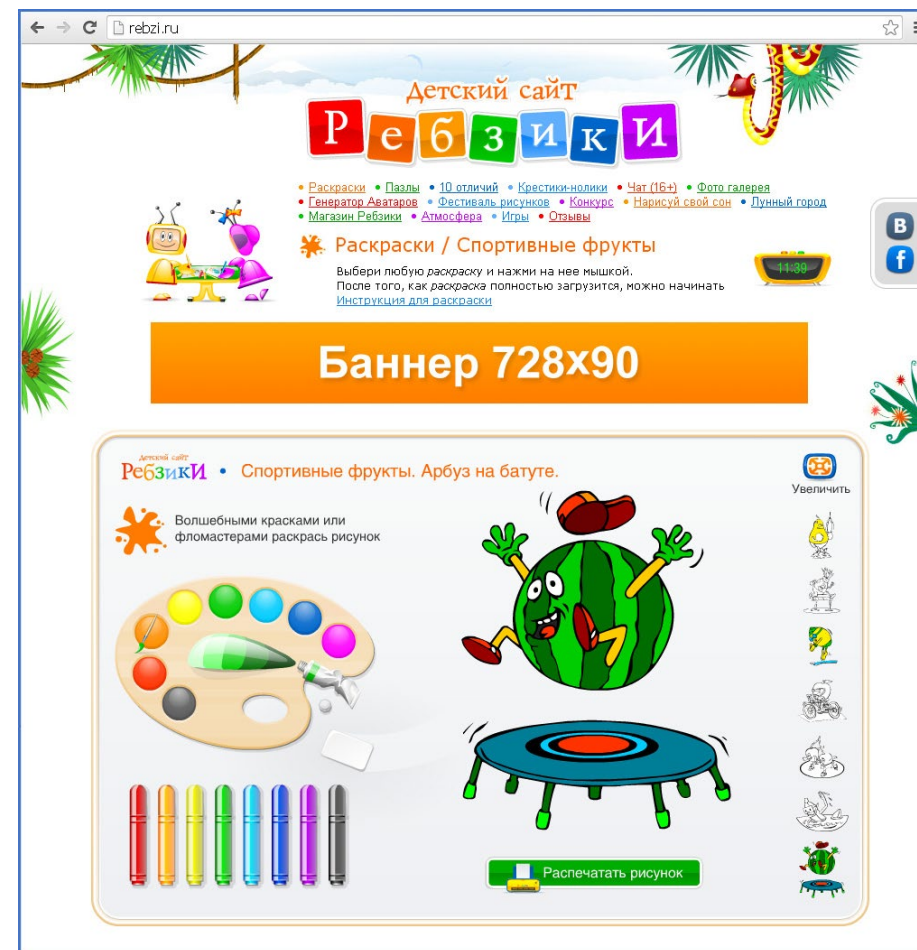 rebzi.ru
Детский сайт
РебзикИ
• Раскраски • Пазлы • 10 отличий • Крестики-нолики • Чат (16+) • Фото галерея
• Генератор Аватаров • Фестиваль рисунков • Конкурс • Нарисуй свой сон • Лунный город
• Магазин Ребзики • Атмосфера • Игры • Отзывы
Раскраски / Спортивные фрукты
Выбери любую раскраску и нажми на нее мышкой.
После того, как раскраска полностью загрузится, можно начинать
Инструкция для раскраски
11:39
В
f
Баннер 728x90
детский сайт
РебзикИ • Спортивные фрукты. Арбуз на батуте.
Увеличить
Волшебными красками или
фломастерами раскрась рисунок
Распечатать рисунок